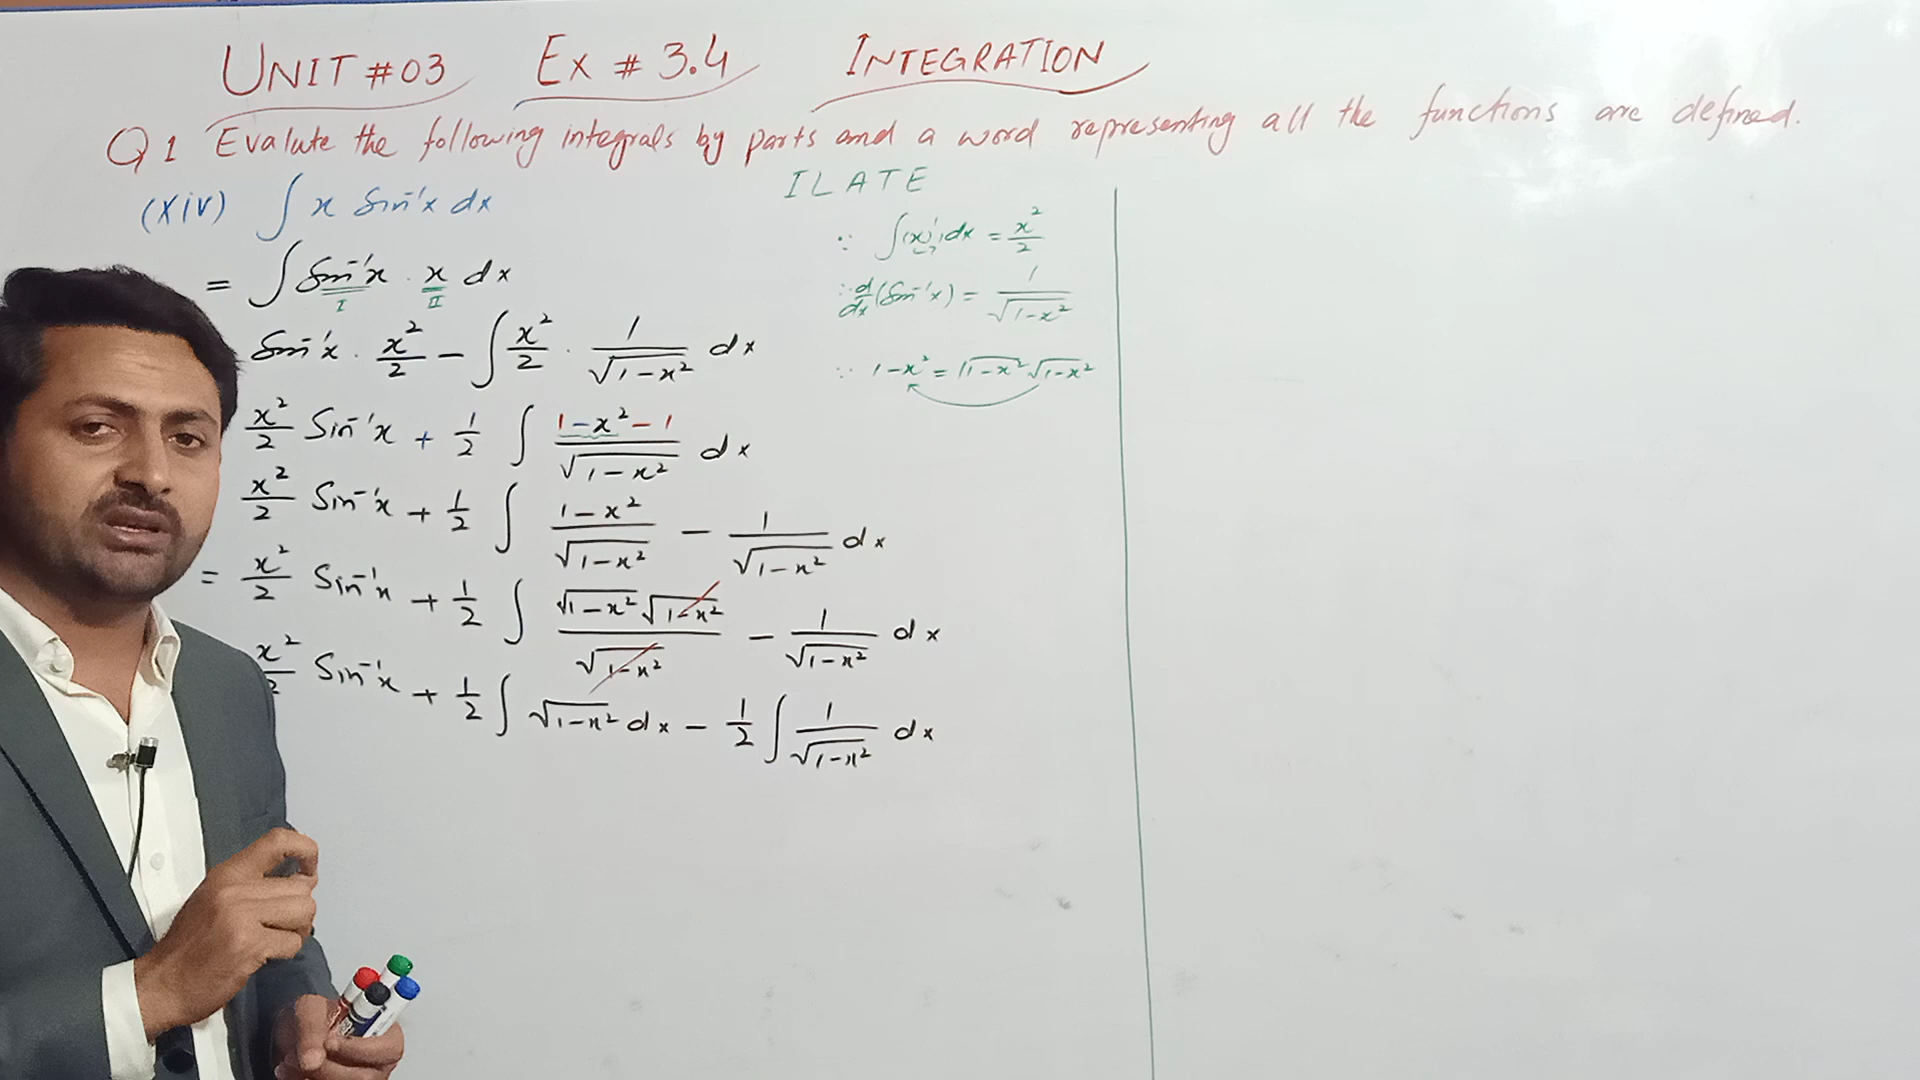 UNIT #03 Ex # 3.4 INTEGRATION
Q1 Evalute the following integrals by parts and a word representing all the functions are defined.
ILATE
(xiv) ∫ x Sin⁻¹x dx
∵ ∫(x)¹dx = x²/2
= ∫ Sin⁻¹x · x dx
I II
∵ d/dx (Sin⁻¹x) = 1/√(1-x²)
Sin⁻¹x · x²/2 - ∫ x²/2 · 1/√(1-x²) dx
∵ 1-x² = √(1-x²) √(1-x²)
x²/2 Sin⁻¹x + 1/2 ∫ (1-x²-1)/√(1-x²) dx
x²/2 Sin⁻¹x + 1/2 ∫ (1-x²)/√(1-x²) - 1/√(1-x²) dx
= x²/2 Sin⁻¹x + 1/2 ∫ √(1-x²) √(1-x²)/√(1-x²) - 1/√(1-x²) dx
x²/2 Sin⁻¹x + 1/2 ∫ √(1-x²) dx - 1/2 ∫ 1/√(1-x²) dx